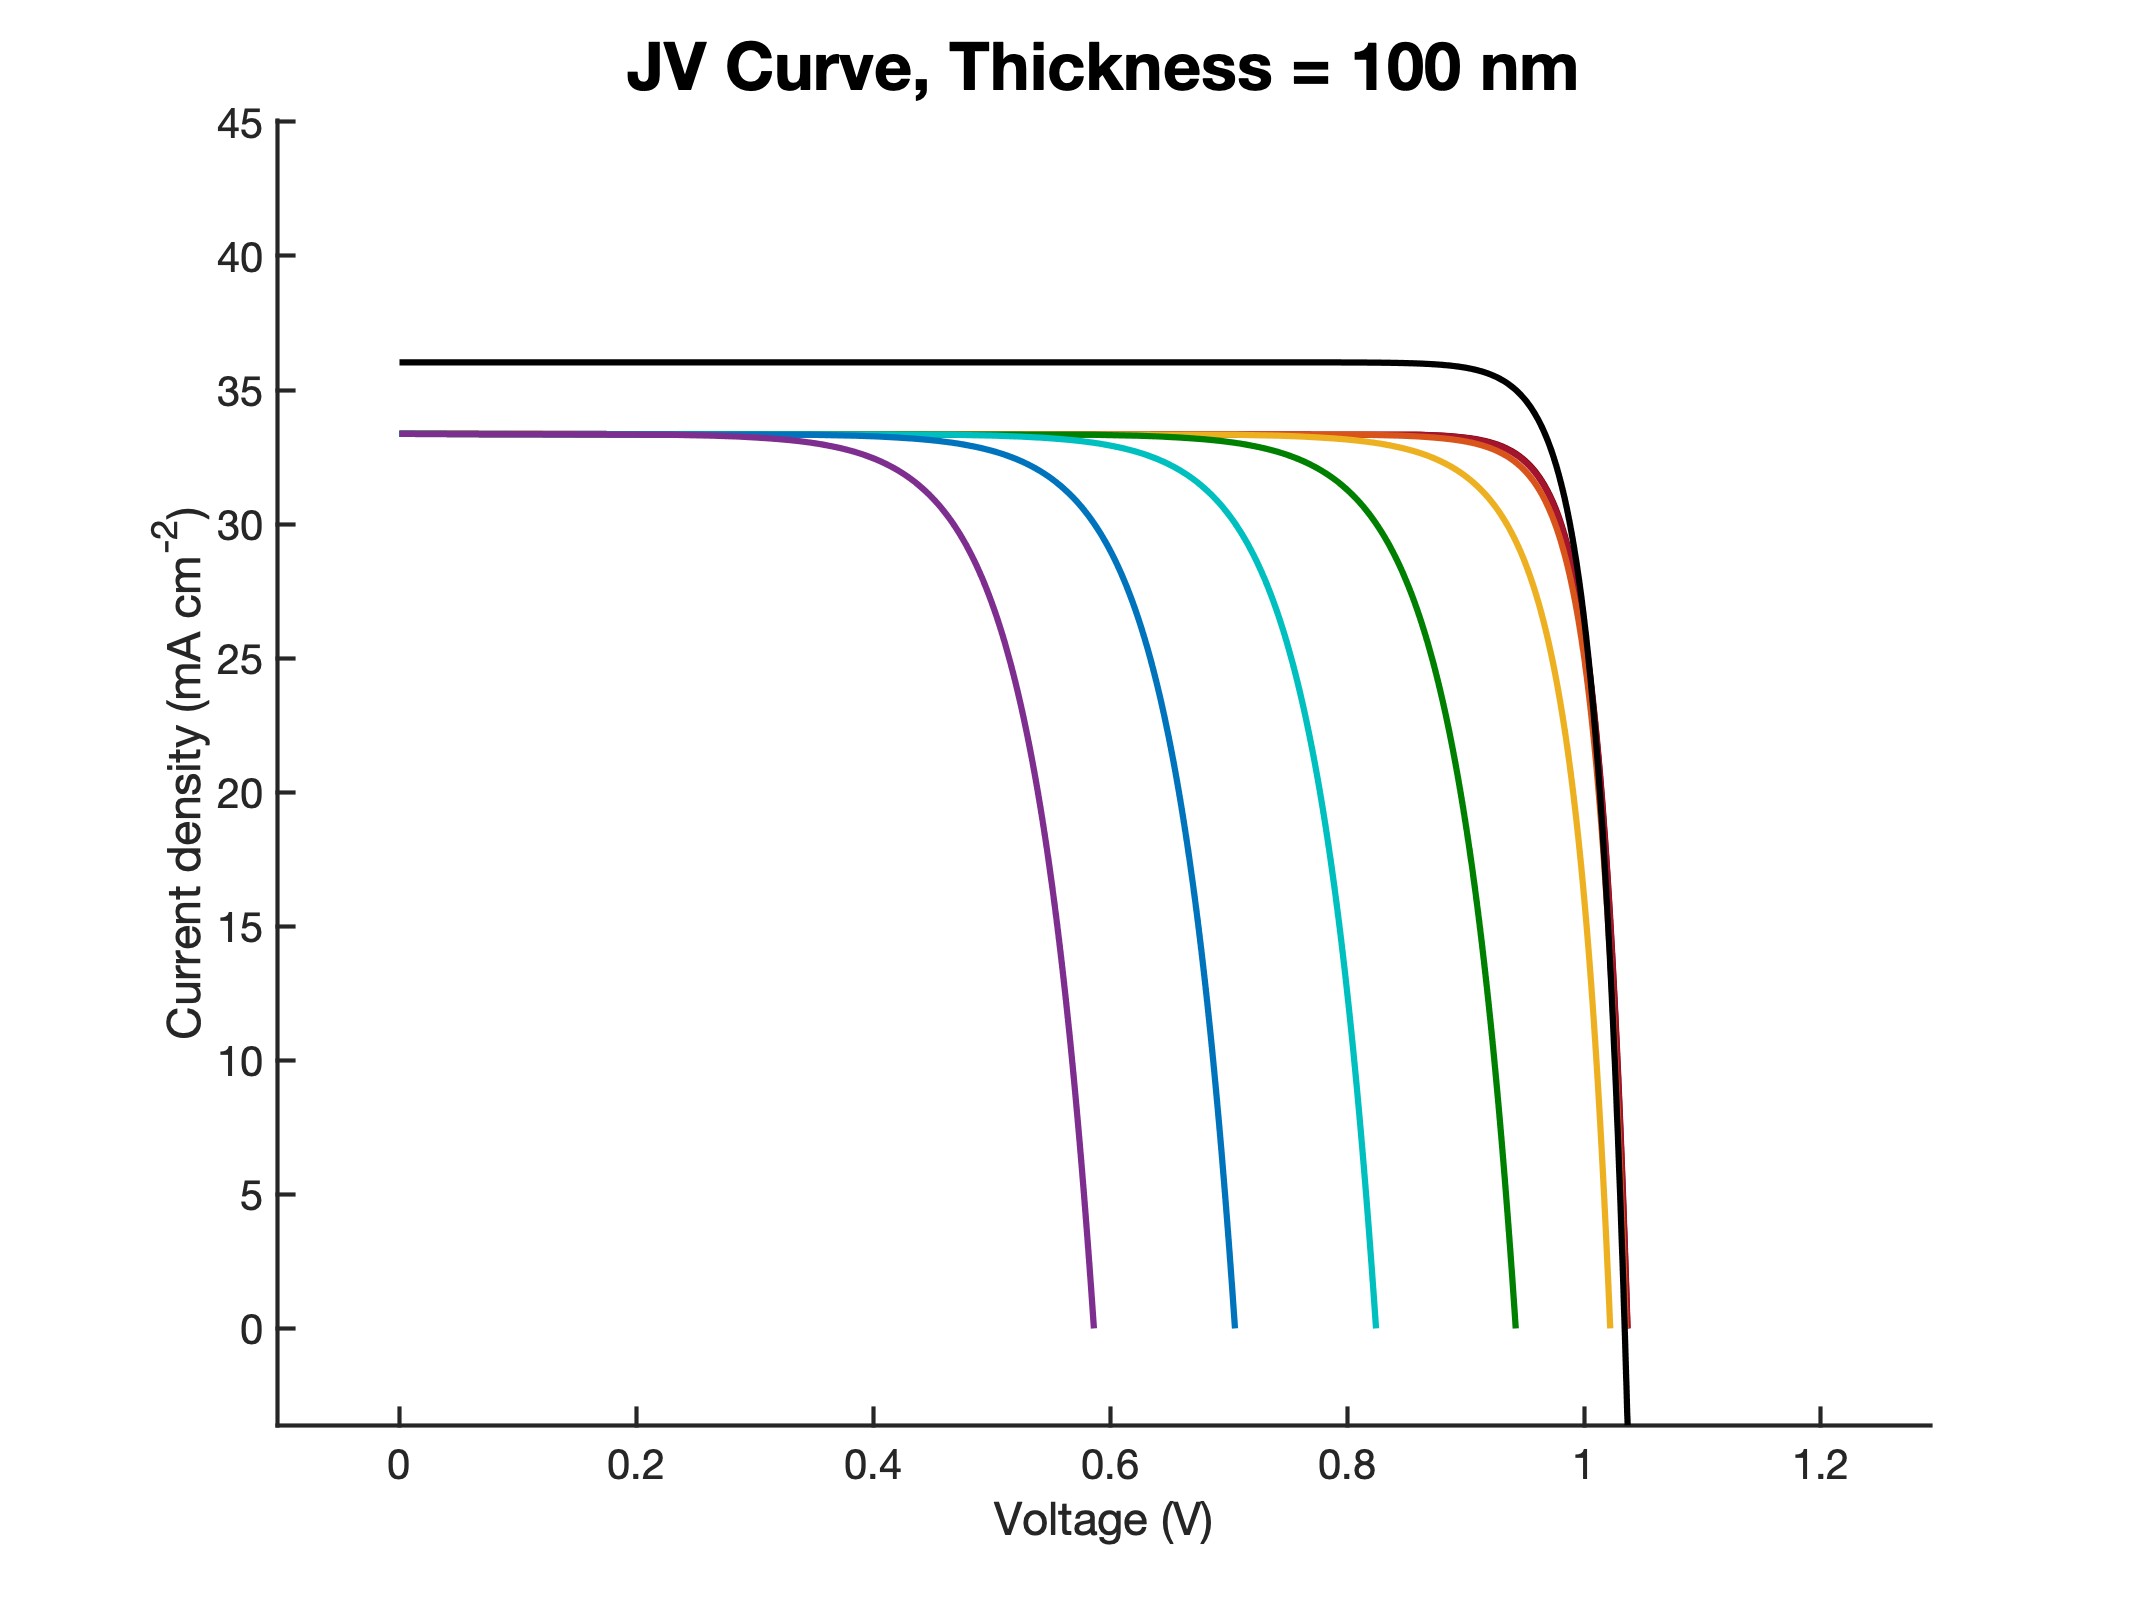 JV Curve, Thickness = 100 nm
45
40
35
30
25
20
15
10
5
0
Current density (mA cm⁻²)
0 0.2 0.4 0.6 0.8 1 1.2
Voltage (V)